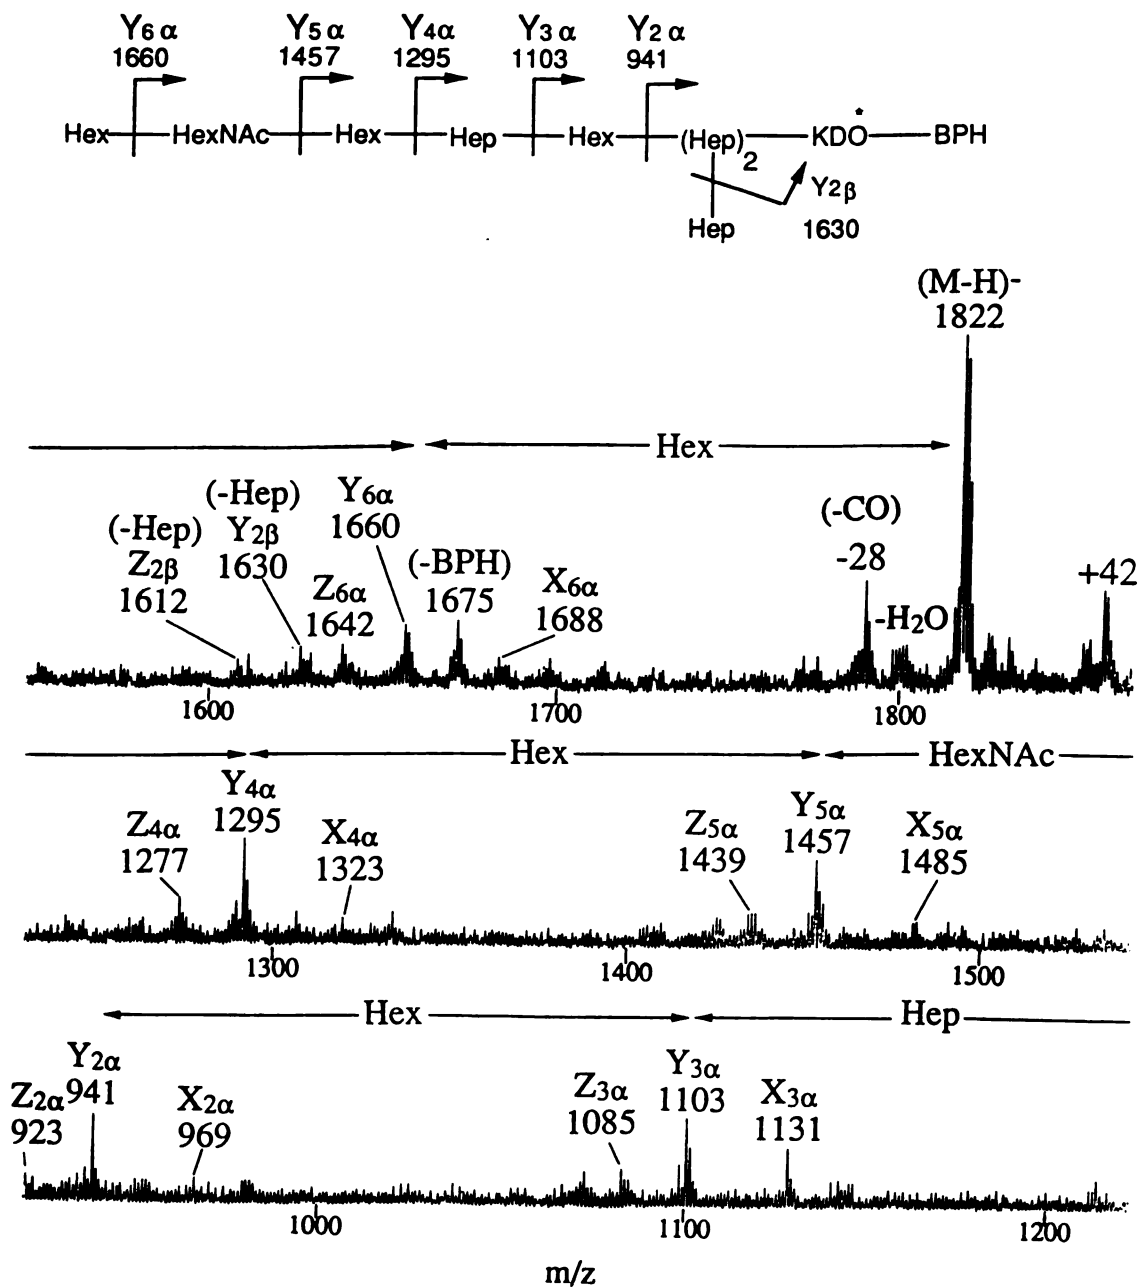 Y6 α Y5 α Y4α Y3 α Y2 α
1660 1457 1295 1103 941
Hex HexNAc Hex Hep Hex (Hep)2 KDO* BPH
Y2β
Hep 1630
(M-H)-
1822
Hex
(-Hep) (-Hep) Y6α (-CO)
Z2β Y2β 1660 (-BPH) -28 +42
1612 1630 Z6α 1675 X6α -H2O
1642 1688
1600 1700 1800
Hex HexNAc
Z4α Y4α X4α Z5α Y5α X5α
1277 1295 1323 1439 1457 1485
1300 1400 1500
Hex Hep
Z2α Y2α X2α Z3α Y3α X3α
923 941 969 1085 1103 1131
1000 1100 1200
m/z